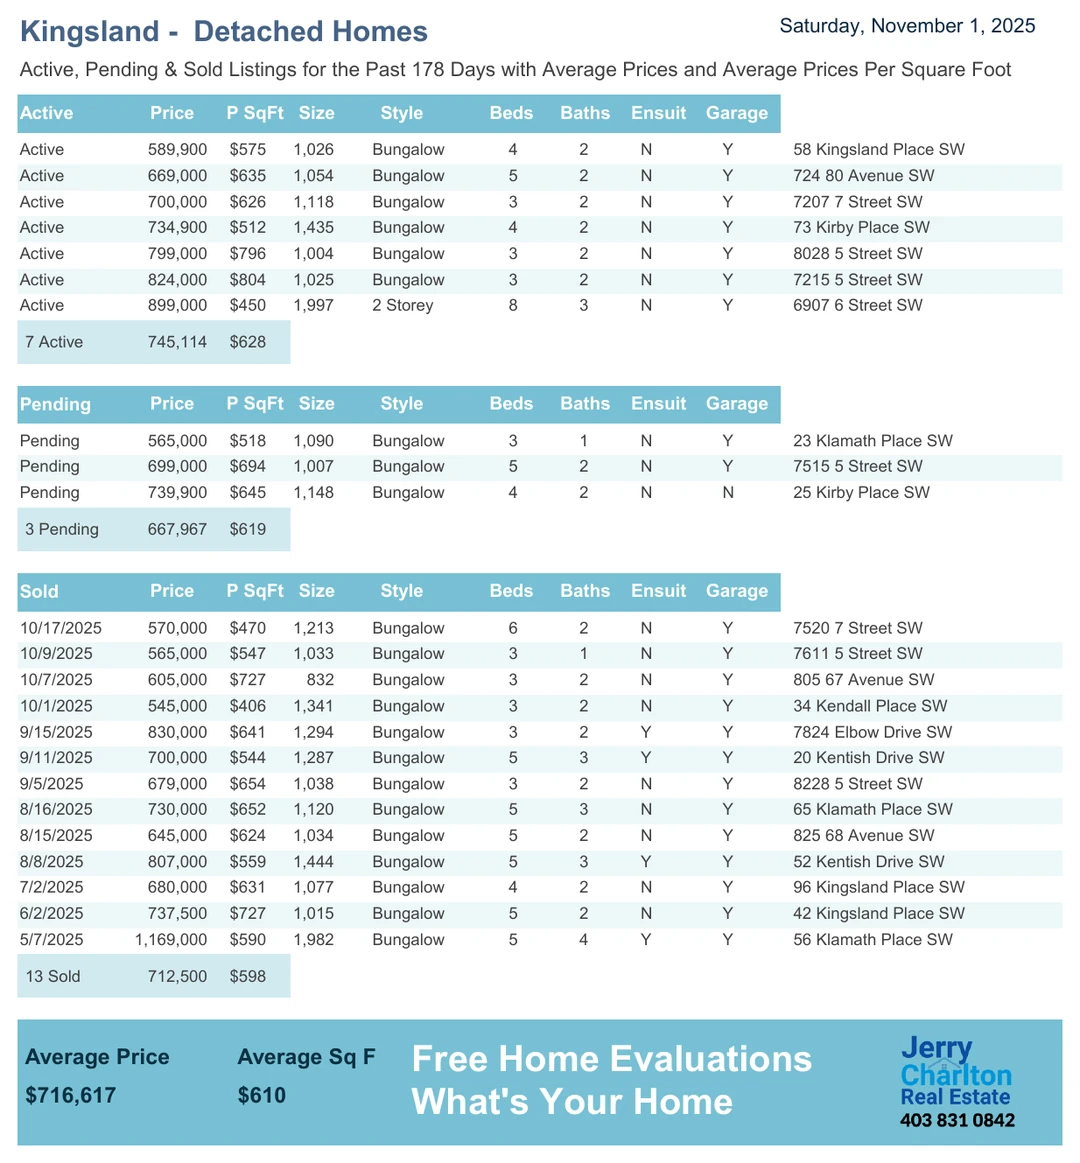 Kingsland -  Detached Homes
Saturday, November 1, 2025
Active, Pending & Sold Listings for the Past 178 Days with Average Prices and Average Prices Per Square Foot
Active Price P SqFt Size Style Beds Baths Ensuit Garage
Active 589,900 $575 1,026 Bungalow 4 2 N Y 58 Kingsland Place SW
Active 669,000 $635 1,054 Bungalow 5 2 N Y 724 80 Avenue SW
Active 700,000 $626 1,118 Bungalow 3 2 N Y 7207 7 Street SW
Active 734,900 $512 1,435 Bungalow 4 2 N Y 73 Kirby Place SW
Active 799,000 $796 1,004 Bungalow 3 2 N Y 8028 5 Street SW
Active 824,000 $804 1,025 Bungalow 3 2 N Y 7215 5 Street SW
Active 899,000 $450 1,997 2 Storey 8 3 N Y 6907 6 Street SW
7 Active 745,114 $628
Pending Price P SqFt Size Style Beds Baths Ensuit Garage
Pending 565,000 $518 1,090 Bungalow 3 1 N Y 23 Klamath Place SW
Pending 699,000 $694 1,007 Bungalow 5 2 N Y 7515 5 Street SW
Pending 739,900 $645 1,148 Bungalow 4 2 N N 25 Kirby Place SW
3 Pending 667,967 $619
Sold Price P SqFt Size Style Beds Baths Ensuit Garage
10/17/2025 570,000 $470 1,213 Bungalow 6 2 N Y 7520 7 Street SW
10/9/2025 565,000 $547 1,033 Bungalow 3 1 N Y 7611 5 Street SW
10/7/2025 605,000 $727 832 Bungalow 3 2 N Y 805 67 Avenue SW
10/1/2025 545,000 $406 1,341 Bungalow 3 2 N Y 34 Kendall Place SW
9/15/2025 830,000 $641 1,294 Bungalow 3 2 Y Y 7824 Elbow Drive SW
9/11/2025 700,000 $544 1,287 Bungalow 5 3 Y Y 20 Kentish Drive SW
9/5/2025 679,000 $654 1,038 Bungalow 3 2 N Y 8228 5 Street SW
8/16/2025 730,000 $652 1,120 Bungalow 5 3 N Y 65 Klamath Place SW
8/15/2025 645,000 $624 1,034 Bungalow 5 2 N Y 825 68 Avenue SW
8/8/2025 807,000 $559 1,444 Bungalow 5 3 Y Y 52 Kentish Drive SW
7/2/2025 680,000 $631 1,077 Bungalow 4 2 N Y 96 Kingsland Place SW
6/2/2025 737,500 $727 1,015 Bungalow 5 2 N Y 42 Kingsland Place SW
5/7/2025 1,169,000 $590 1,982 Bungalow 5 4 Y Y 56 Klamath Place SW
13 Sold 712,500 $598
Average Price Average Sq F
$716,617 $610
Free Home Evaluations
What's Your Home
Jerry
Charlton
Real Estate
403 831 0842